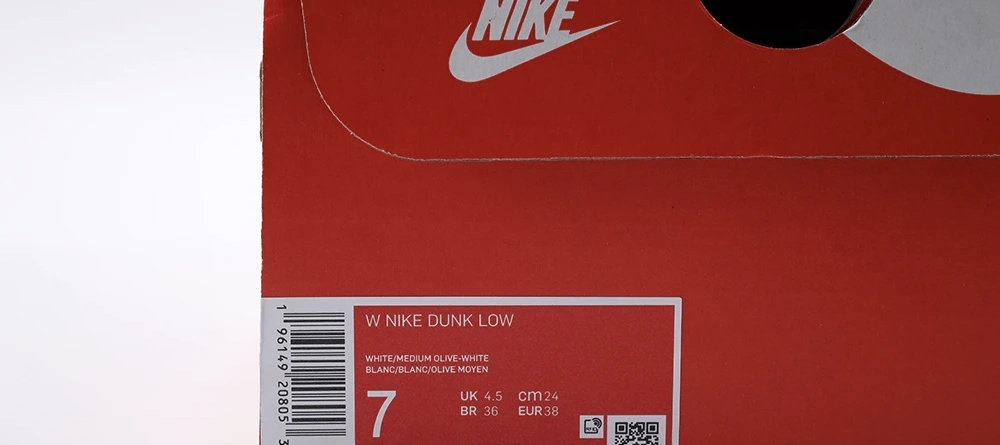 NIKE
W NIKE DUNK LOW
WHITE/MEDIUM OLIVE-WHITE
BLANC/BLANC/OLIVE MOYEN
7
UK 4.5 cm 24
BR 36 EUR 38
1 96149 20805 3